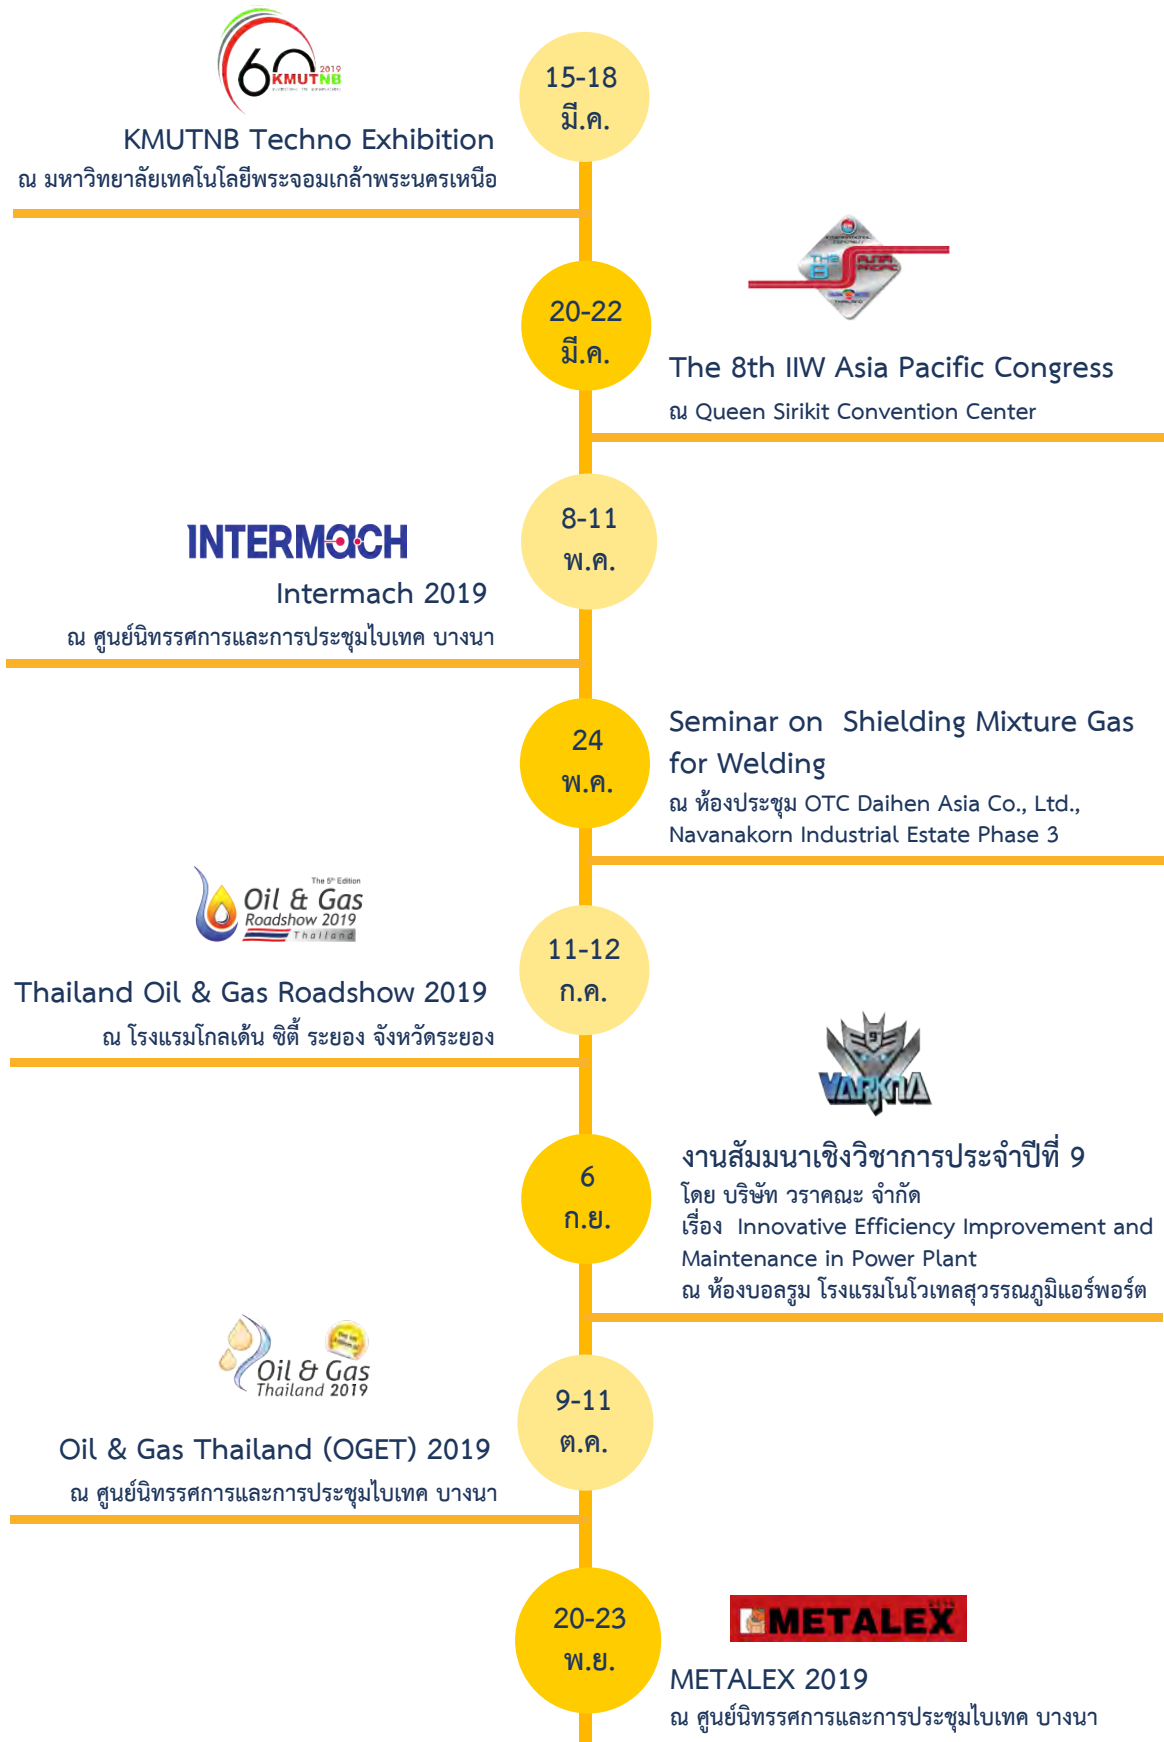 60
2019
KMUTNB
15-18
มี.ค.
KMUTNB Techno Exhibition
ณ มหาวิทยาลัยเทคโนโลยีพระจอมเกล้าพระนครเหนือ
THE
8
ASIA
PACIFIC
THAILAND
20-22
มี.ค.
The 8th IIW Asia Pacific Congress
ณ Queen Sirikit Convention Center
8-11
พ.ค.
INTERMACH
Intermach 2019
ณ ศูนย์นิทรรศการและการประชุมไบเทค บางนา
24
พ.ค.
Seminar on Shielding Mixture Gas
for Welding
ณ ห้องประชุม OTC Daihen Asia Co., Ltd.,
Navanakorn Industrial Estate Phase 3
The 5th Edition
Oil & Gas
Roadshow 2019
Thailand
11-12
ก.ค.
Thailand Oil & Gas Roadshow 2019
ณ โรงแรมโกลเด้น ซิตี้ ระยอง จังหวัดระยอง
9
VARKNA
6
ก.ย.
งานสัมมนาเชิงวิชาการประจำปีที่ 9
โดย บริษัท วราคณะ จำกัด
เรื่อง Innovative Efficiency Improvement and
Maintenance in Power Plant
ณ ห้องบอลรูม โรงแรมโนโวเทลสุวรรณภูมิแอร์พอร์ต
Oil & Gas
Thailand 2019
9-11
ต.ค.
Oil & Gas Thailand (OGET) 2019
ณ ศูนย์นิทรรศการและการประชุมไบเทค บางนา
20-23
พ.ย.
METALEX
METALEX 2019
ณ ศูนย์นิทรรศการและการประชุมไบเทค บางนา